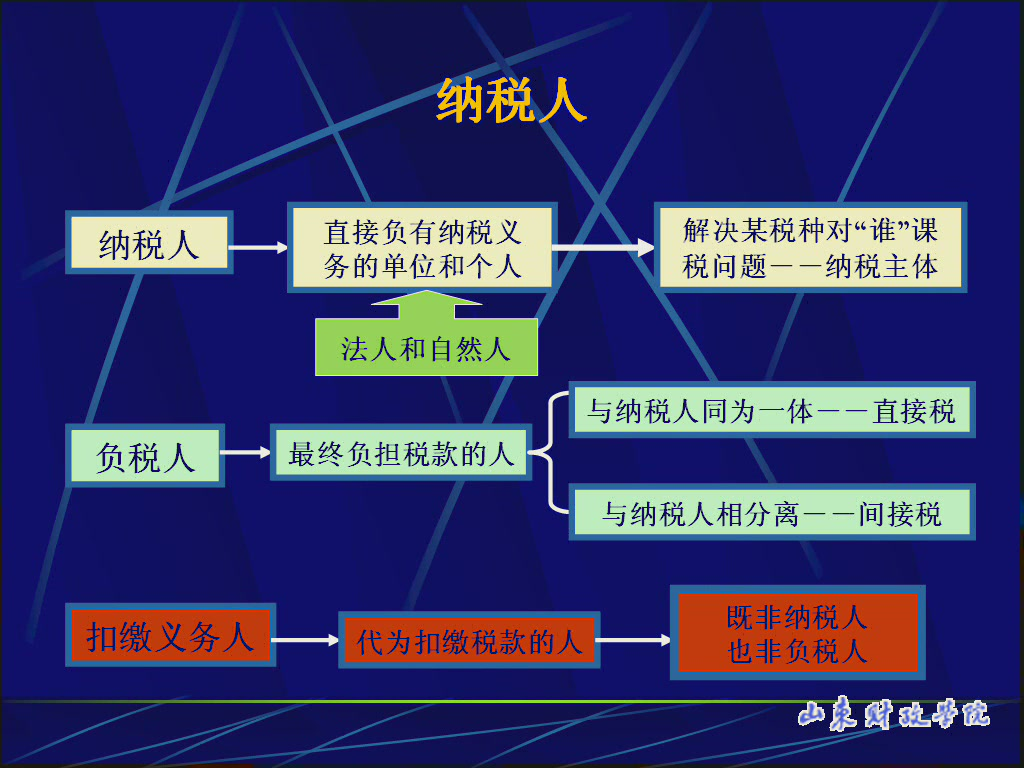 纳税人
纳税人
直接负有纳税义
务的单位和个人
解决某税种对“谁”课
税问题——纳税主体
法人和自然人
负税人
最终负担税款的人
与纳税人同为一体——直接税
与纳税人相分离——间接税
扣缴义务人
代为扣缴税款的人
既非纳税人
也非负税人
山东财政学院